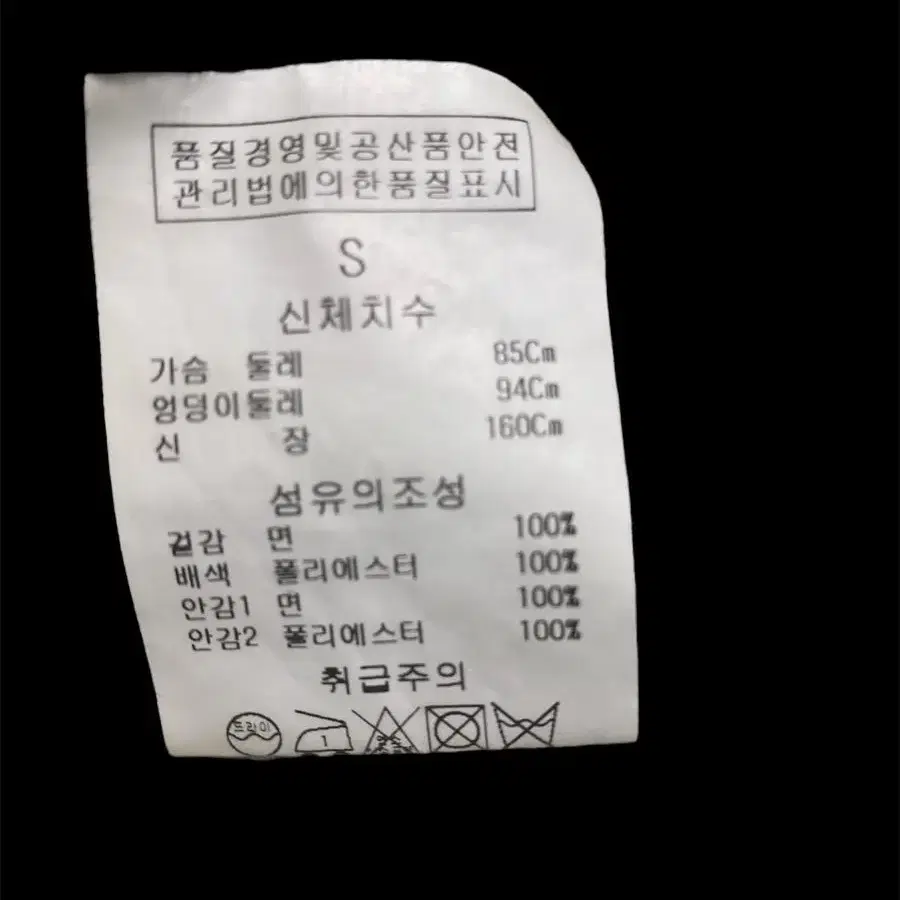 품질경영및공산품안전
관리법에의한품질표시
S
신체치수
가슴 둘레 85Cm
엉덩이둘레 94Cm
신 장 160Cm
섬유의조성
겉감 면 100%
배색 폴리에스터 100%
안감1 면 100%
안감2 폴리에스터 100%
취급주의
드라이 1